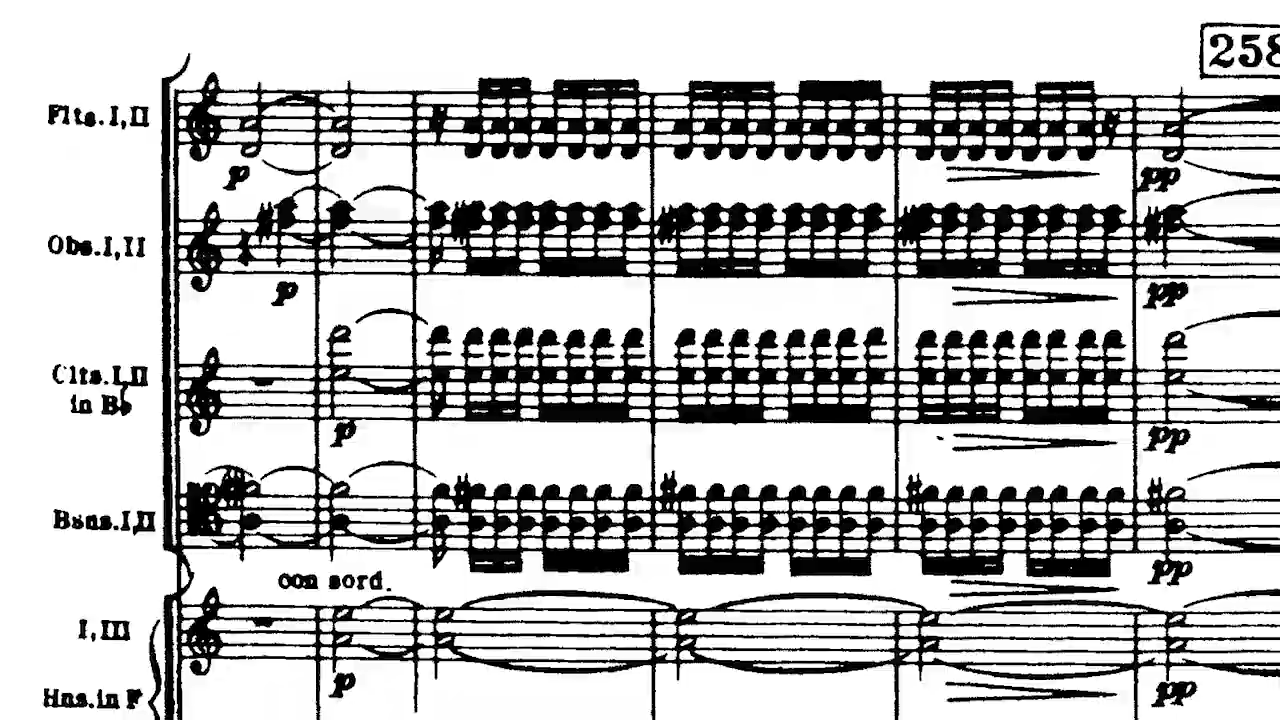 258
Flts. I, II
p
pp
Obs. I, II
p
pp
Clts. I, II
in B♭
p
pp
Bsns. I, II
pp
con sord.
I, III
p
pp
Hns. in F